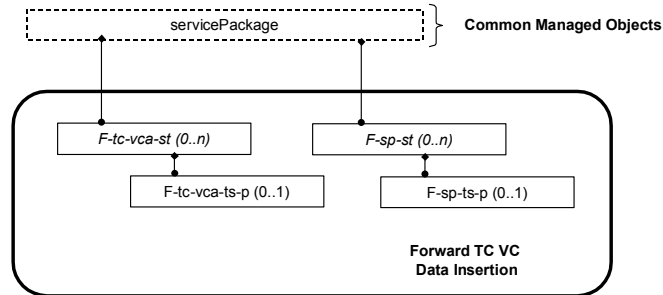 servicePackage
Common Managed Objects
F-tc-vca-st (0..n)
F-sp-st (0..n)
F-tc-vca-ts-p (0..1)
F-sp-ts-p (0..1)
Forward TC VC
Data Insertion